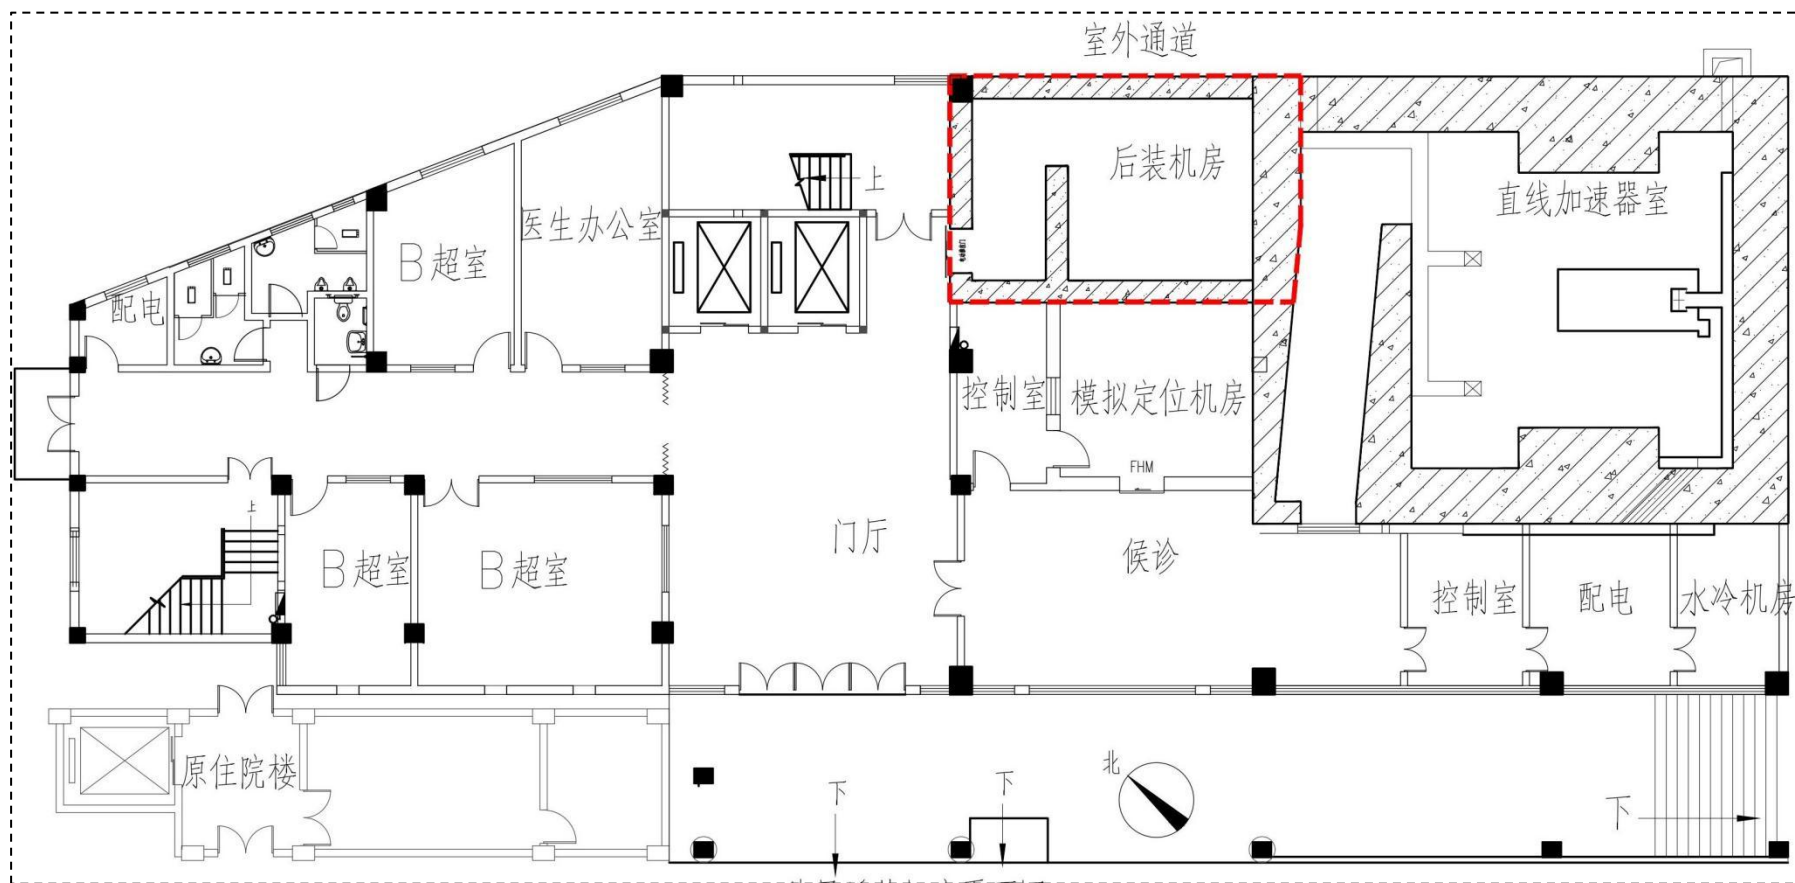 室外通道
后装机房
上
直线加速器室
医生办公室
B超室
配电
控制室
模拟定位机房
FHM
上
门厅
候诊
B超室
B超室
控制室
配电
水冷机房
原住院楼
北
下
下
下